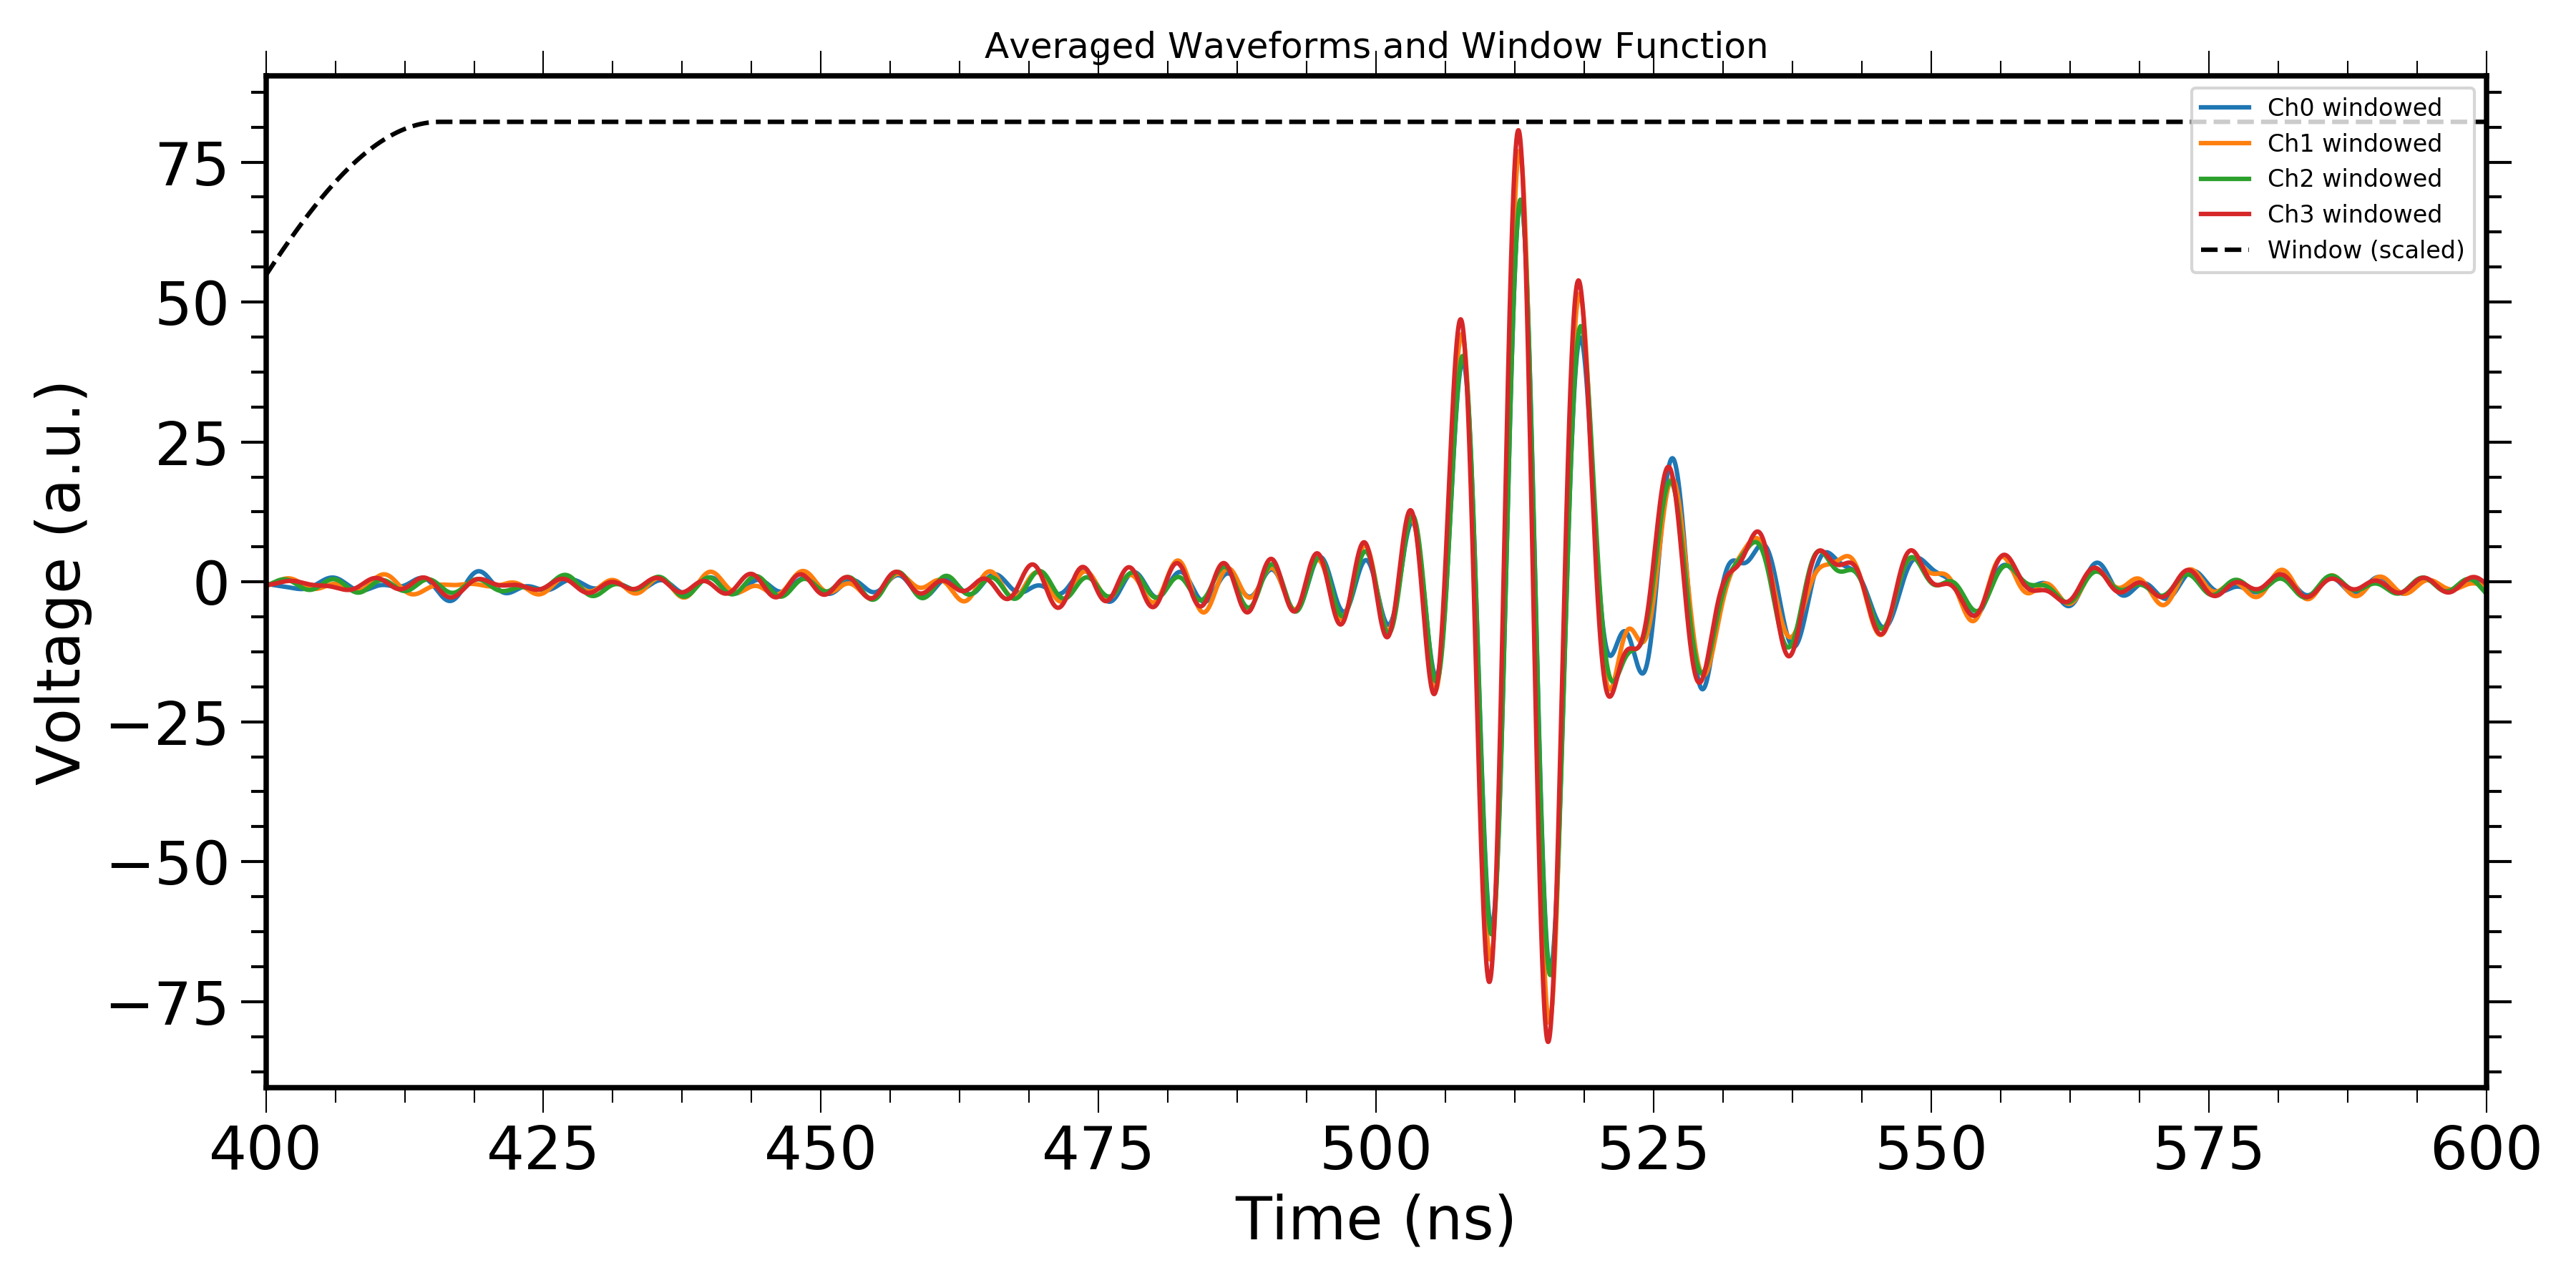 Averaged Waveforms and Window Function
Ch0 windowed
Ch1 windowed
Ch2 windowed
Ch3 windowed
Window (scaled)
Voltage (a.u.)
75
50
25
0
−25
−50
−75
400 425 450 475 500 525 550 575 600
Time (ns)